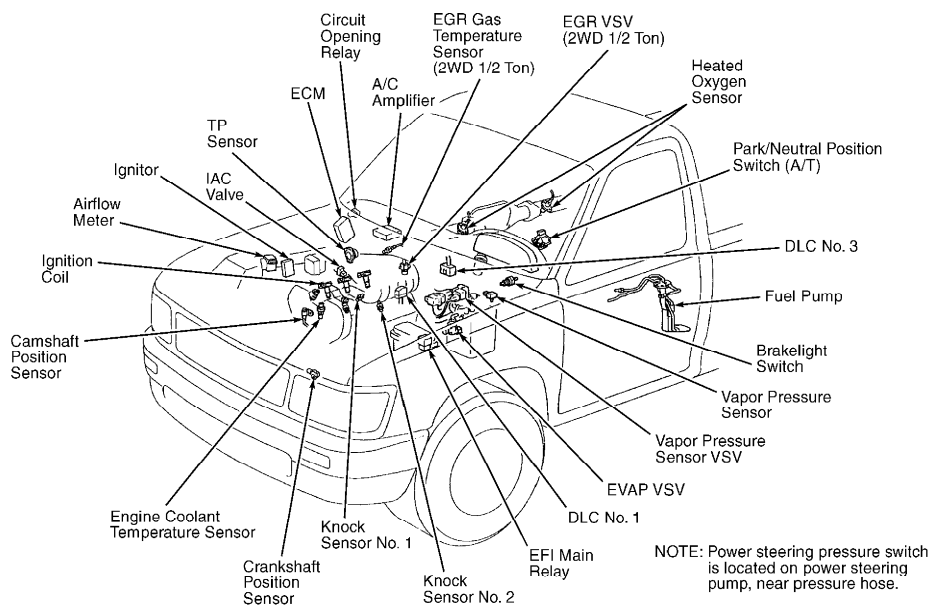 Circuit
Opening
Relay
EGR Gas
Temperature
Sensor
(2WD 1/2 Ton)
EGR VSV
(2WD 1/2 Ton)
Heated
Oxygen
Sensor
ECM
A/C
Amplifier
TP
Sensor
Park/Neutral Position
Switch (A/T)
Ignitor
IAC
Valve
Airflow
Meter
DLC No. 3
Ignition
Coil
Fuel Pump
Camshaft
Position
Sensor
Brakelight
Switch
Vapor Pressure
Sensor
Vapor Pressure
Sensor VSV
EVAP VSV
DLC No. 1
Engine Coolant
Temperature Sensor
Knock
Sensor No. 1
EFI Main
Relay
Crankshaft
Position
Sensor
Knock
Sensor No. 2
NOTE: Power steering pressure switch
is located on power steering
pump, near pressure hose.